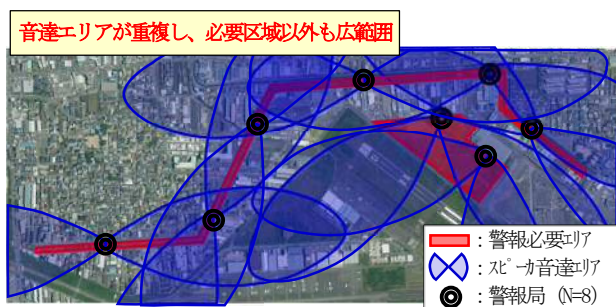 音達エリアが重複し、必要区域以外も広範囲
：警報必要ｴﾘｱ
：ｽﾋﾟｰｶ音達ｴﾘｱ
：警報局（N=8）